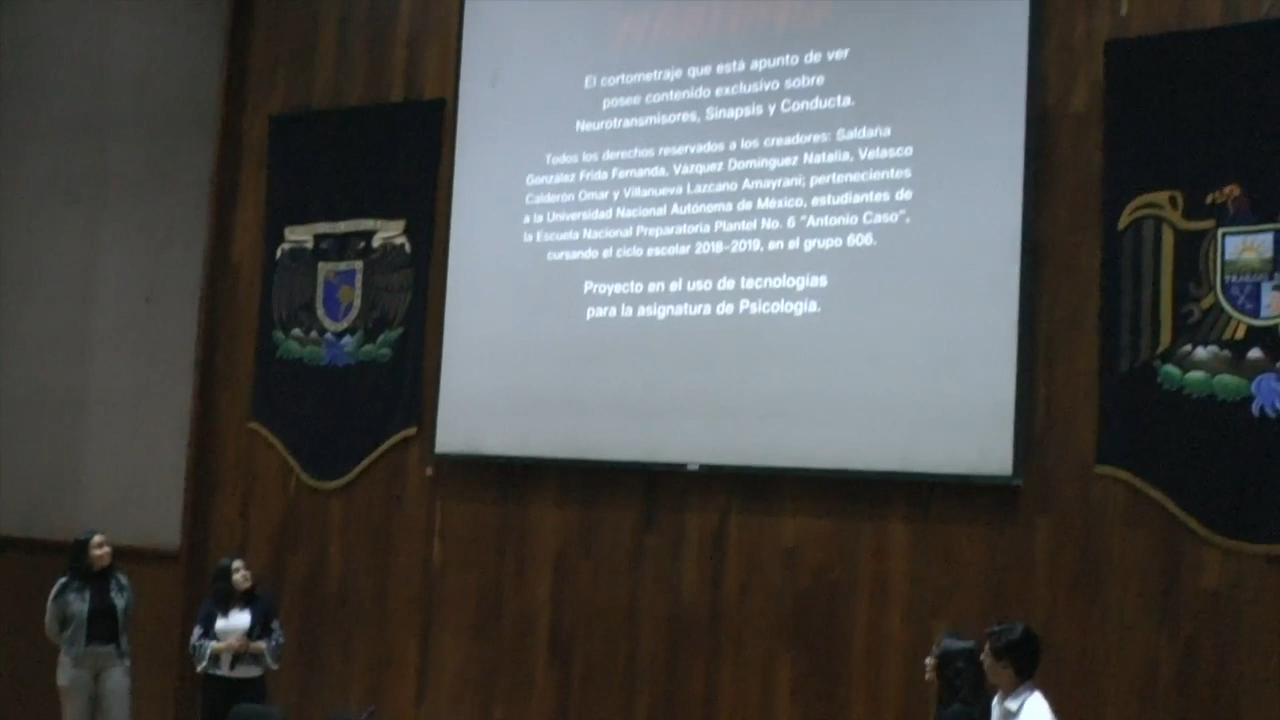 El cortometraje que está apunto de ver
posee contenido exclusivo sobre
Neurotransmisores, Sinapsis y Conducta.
Todos los derechos reservados a los creadores: Saldaña
González Frida Fernanda, Vázquez Domínguez Natalia, Velasco
Calderón Omar y Villanueva Lazcano Amayrani; pertenecientes
a la Universidad Nacional Autónoma de México, estudiantes de
la Escuela Nacional Preparatoria Plantel No. 6 "Antonio Caso",
cursando el ciclo escolar 2018-2019, en el grupo 606.
Proyecto en el uso de tecnologías
para la asignatura de Psicología.